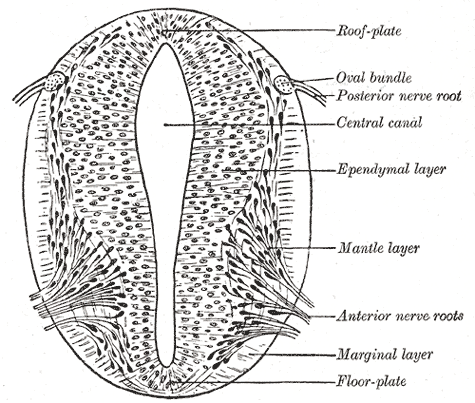 Roof-plate
Oval bundle
Posterior nerve root
Central canal
Ependymal layer
Mantle layer
Anterior nerve roots
Marginal layer
Floor-plate